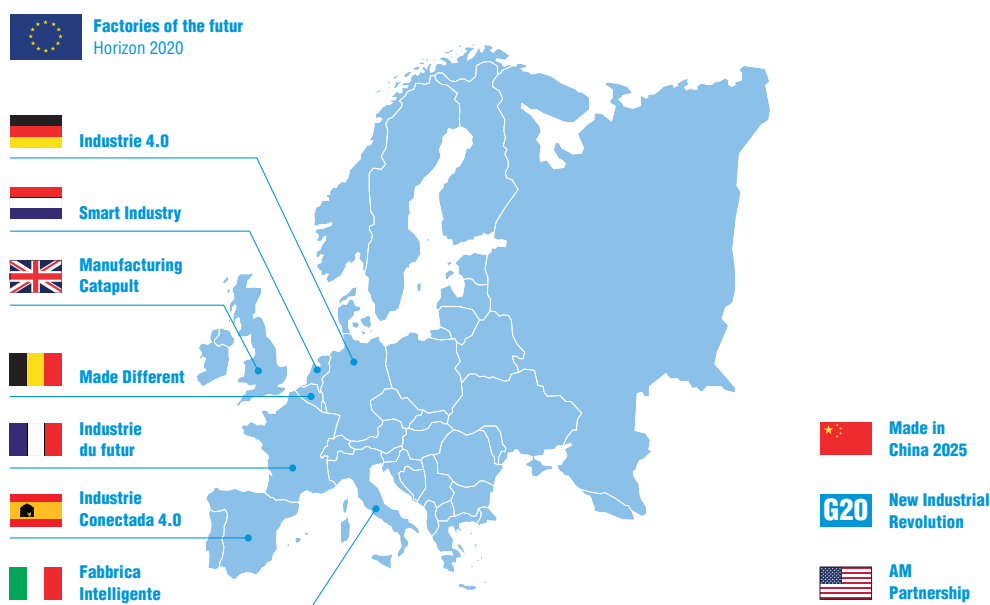 Factories of the futur
Horizon 2020
Industrie 4.0
Smart Industry
Manufacturing
Catapult
Made Different
Industrie
du futur
Industrie
Conectada 4.0
Fabbrica
Intelligente
Made in
China 2025
G20
New Industrial
Revolution
AM
Partnership